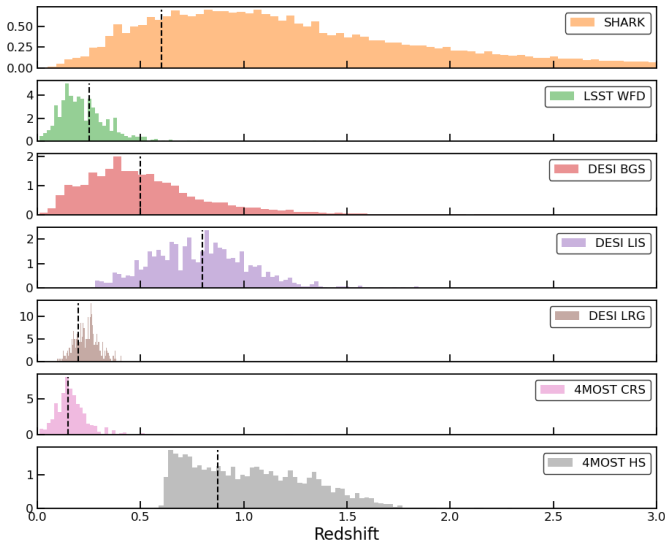 0.50
0.25
0.00
SHARK
4
2
0
LSST WFD
2
1
0
DESI BGS
2
1
0
DESI LIS
10
5
0
DESI LRG
5
0
4MOST CRS
1
0
4MOST HS
0.0 0.5 1.0 1.5 2.0 2.5 3.0
Redshift